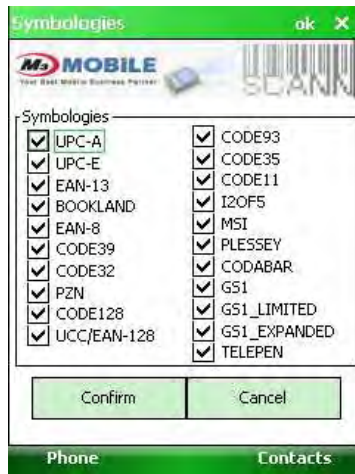 Symbologies ok ×
M3 MOBILE
Your Best Mobile Business Partner
SCANN
Symbologies
UPC-A
UPC-E
EAN-13
BOOKLAND
EAN-8
CODE39
CODE32
PZN
CODE128
UCC/EAN-128
CODE93
CODE35
CODE11
I2OF5
MSI
PLESSEY
CODABAR
GS1
GS1_LIMITED
GS1_EXPANDED
TELEPEN
Confirm Cancel
Phone Contacts